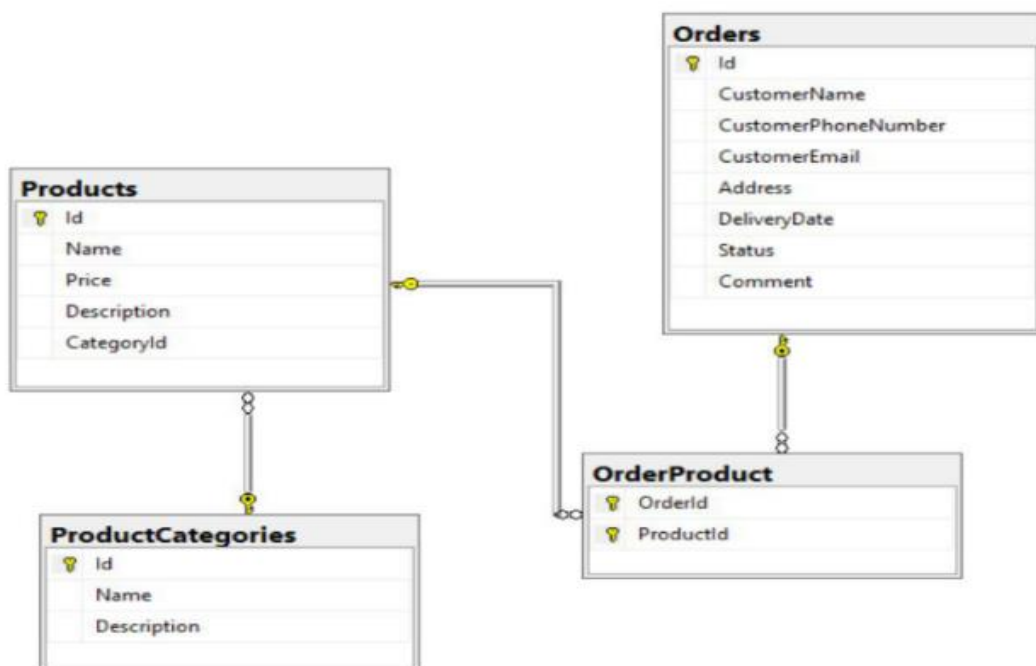 Orders
Id
CustomerName
CustomerPhoneNumber
CustomerEmail
Address
DeliveryDate
Status
Comment
Products
Id
Name
Price
Description
CategoryId
OrderProduct
OrderId
ProductId
ProductCategories
Id
Name
Description